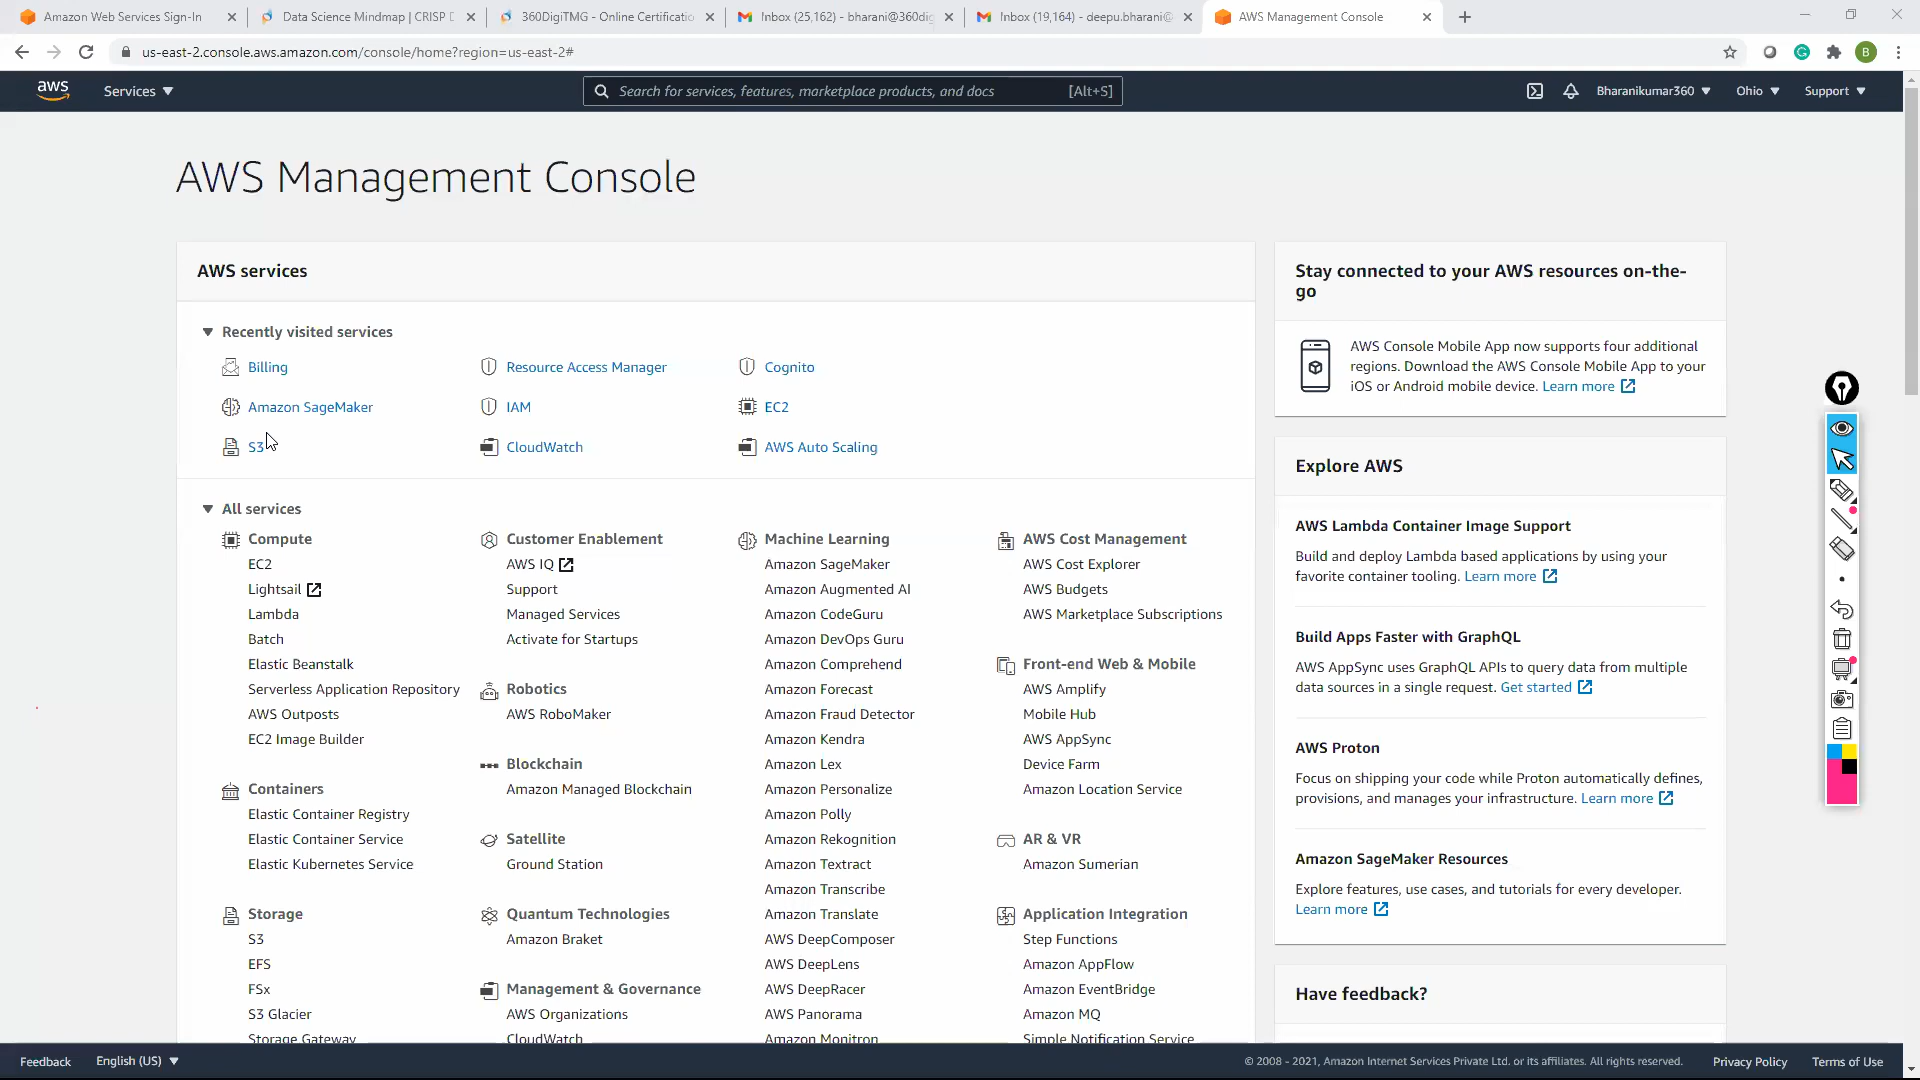 Amazon Web Services Sign-In
Data Science Mindmap | CRISP D
360DigiTMG - Online Certificatio
Inbox (25,162) - bharani@360dig
Inbox (19,164) - deepu.bharani@
AWS Management Console
us-east-2.console.aws.amazon.com/console/home?region=us-east-2#
B
aws
Services
Search for services, features, marketplace products, and docs
[Alt+S]
Bharanikumar360
Ohio
Support
AWS Management Console
AWS services
Recently visited services
Billing
Resource Access Manager
Cognito
Amazon SageMaker
IAM
EC2
S3
CloudWatch
AWS Auto Scaling
All services
Compute
EC2
Lightsail
Lambda
Batch
Elastic Beanstalk
Serverless Application Repository
AWS Outposts
EC2 Image Builder
Containers
Elastic Container Registry
Elastic Container Service
Elastic Kubernetes Service
Storage
S3
EFS
FSx
S3 Glacier
Storage Gateway
Customer Enablement
AWS IQ
Support
Managed Services
Activate for Startups
Robotics
AWS RoboMaker
Blockchain
Amazon Managed Blockchain
Satellite
Ground Station
Quantum Technologies
Amazon Braket
Management & Governance
AWS Organizations
CloudWatch
Machine Learning
Amazon SageMaker
Amazon Augmented AI
Amazon CodeGuru
Amazon DevOps Guru
Amazon Comprehend
Amazon Forecast
Amazon Fraud Detector
Amazon Kendra
Amazon Lex
Amazon Personalize
Amazon Polly
Amazon Rekognition
Amazon Textract
Amazon Transcribe
Amazon Translate
AWS DeepComposer
AWS DeepLens
AWS DeepRacer
AWS Panorama
Amazon Monitron
AWS Cost Management
AWS Cost Explorer
AWS Budgets
AWS Marketplace Subscriptions
Front-end Web & Mobile
AWS Amplify
Mobile Hub
AWS AppSync
Device Farm
Amazon Location Service
AR & VR
Amazon Sumerian
Application Integration
Step Functions
Amazon AppFlow
Amazon EventBridge
Amazon MQ
Simple Notification Service
Stay connected to your AWS resources on-the-
go
AWS Console Mobile App now supports four additional
regions. Download the AWS Console Mobile App to your
iOS or Android mobile device. Learn more
Explore AWS
AWS Lambda Container Image Support
Build and deploy Lambda based applications by using your
favorite container tooling. Learn more
Build Apps Faster with GraphQL
AWS AppSync uses GraphQL APIs to query data from multiple
data sources in a single request. Get started
AWS Proton
Focus on shipping your code while Proton automatically defines,
provisions, and manages your infrastructure. Learn more
Amazon SageMaker Resources
Explore features, use cases, and tutorials for every developer.
Learn more
Have feedback?
Feedback
English (US)
© 2008 - 2021, Amazon Internet Services Private Ltd. or its affiliates. All rights reserved.
Privacy Policy
Terms of Use